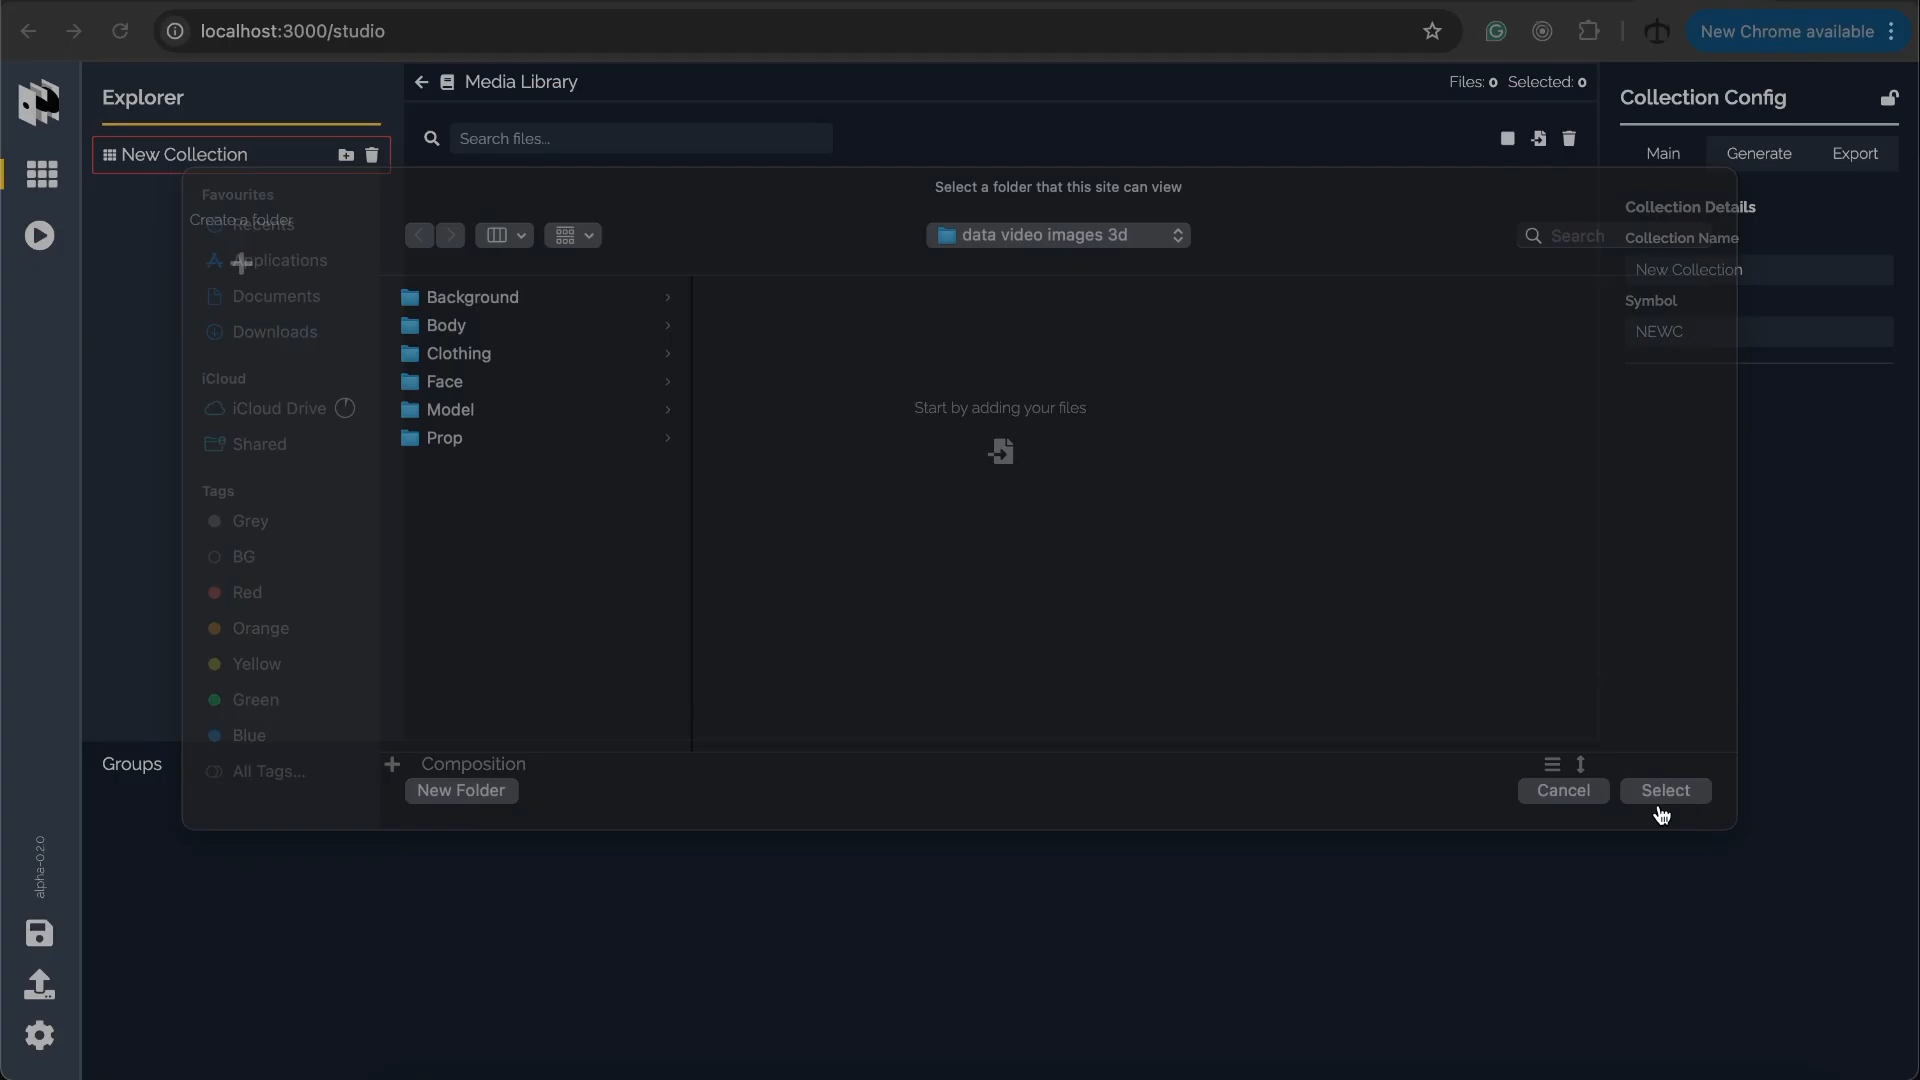 localhost:3000/studio
New Chrome available
Explorer
Media Library
Files: 0 Selected: 0
Collection Config
New Collection
Search files...
Main
Generate
Export
Select a folder that this site can view
Favourites
Create a folder
Recents
Applications
Documents
Downloads
iCloud
iCloud Drive
Shared
Tags
Grey
BG
Red
Orange
Yellow
Green
Blue
All Tags...
data video images 3d
Search
Background
Body
Clothing
Face
Model
Prop
Start by adding your files
Collection Details
Collection Name
New Collection
Symbol
NEWC
Groups
Composition
New Folder
Cancel
Select
alpha-0.2.0